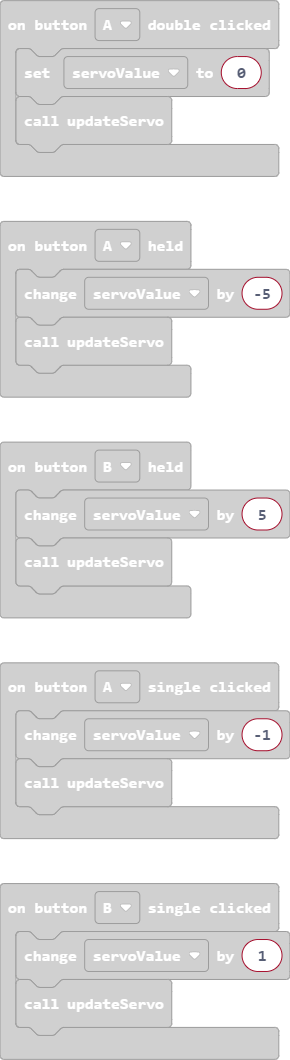 on button A double clicked
set servoValue to 0
call updateServo
on button A held
change servoValue by -5
call updateServo
on button B held
change servoValue by 5
call updateServo
on button A single clicked
change servoValue by -1
call updateServo
on button B single clicked
change servoValue by 1
call updateServo